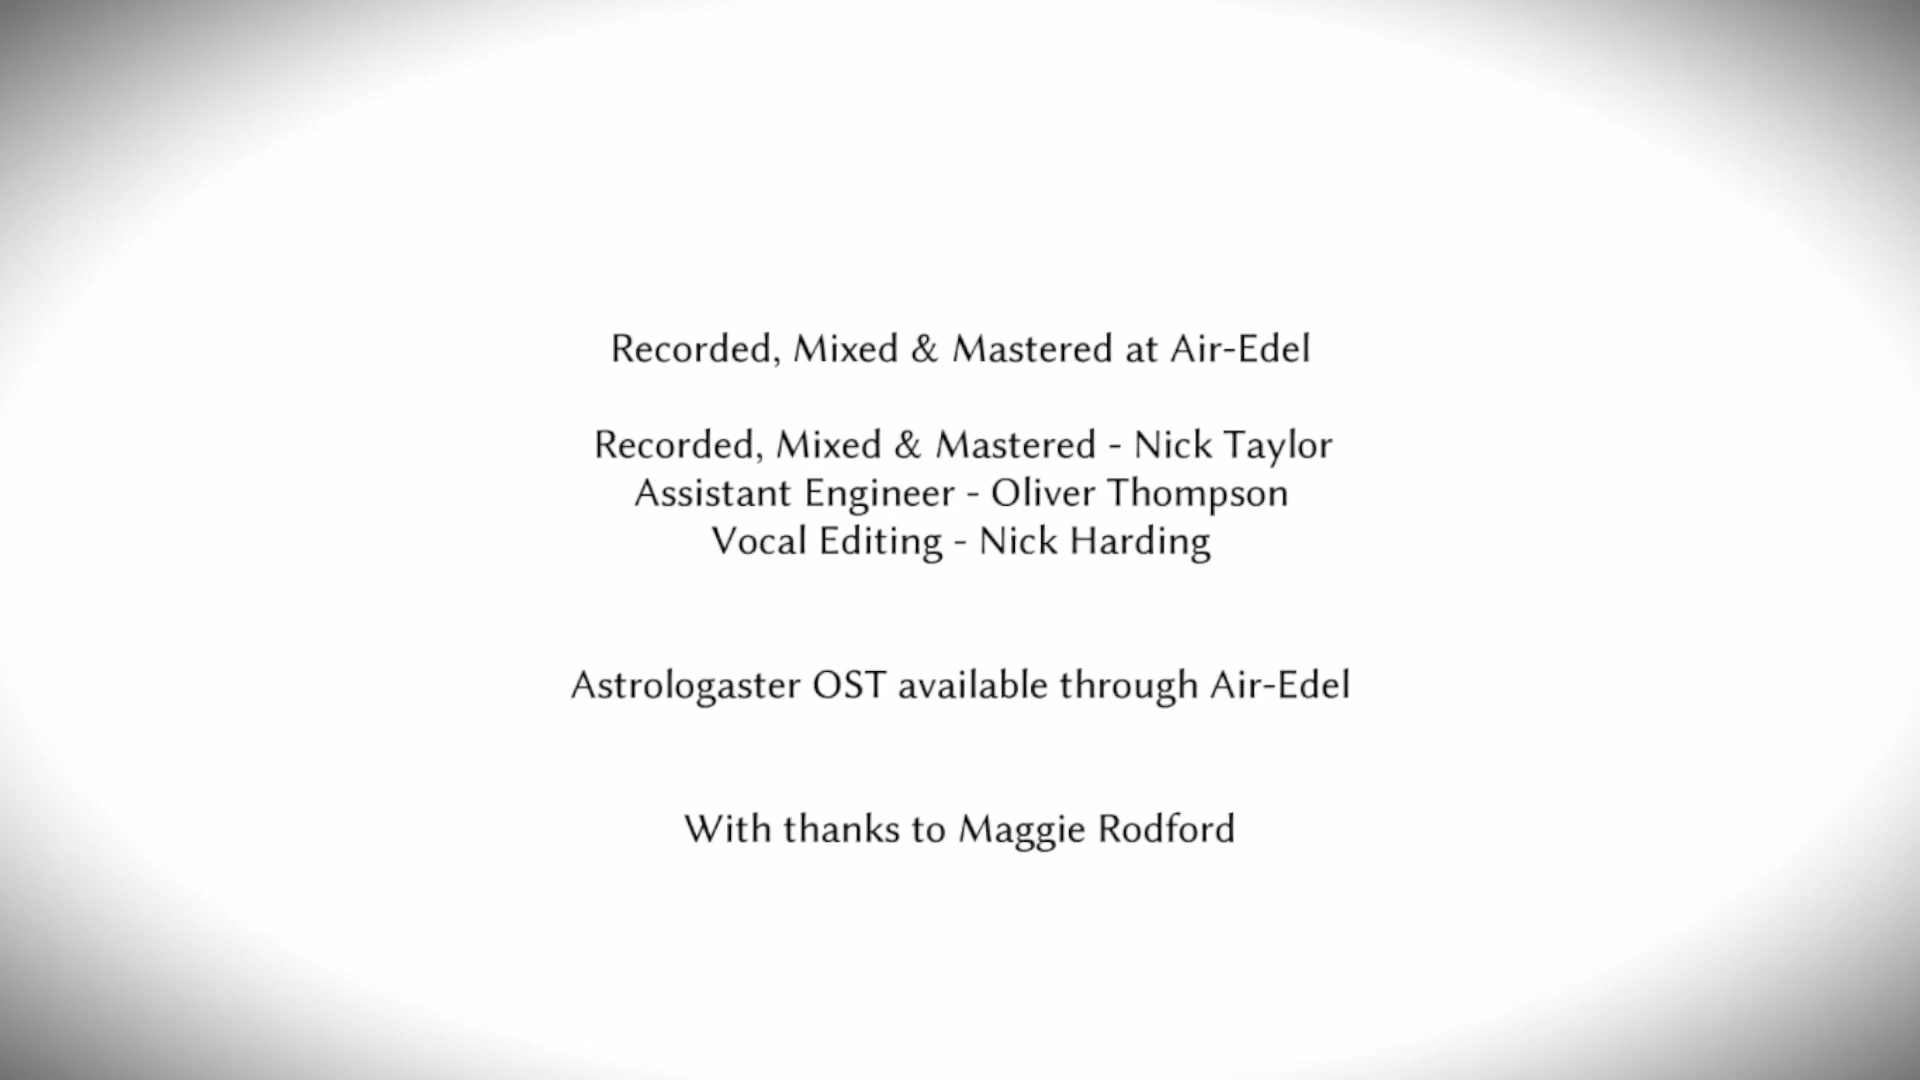 Recorded, Mixed & Mastered at Air-Edel
Recorded, Mixed & Mastered - Nick Taylor
Assistant Engineer - Oliver Thompson
Vocal Editing - Nick Harding
Astrologaster OST available through Air-Edel
With thanks to Maggie Rodford